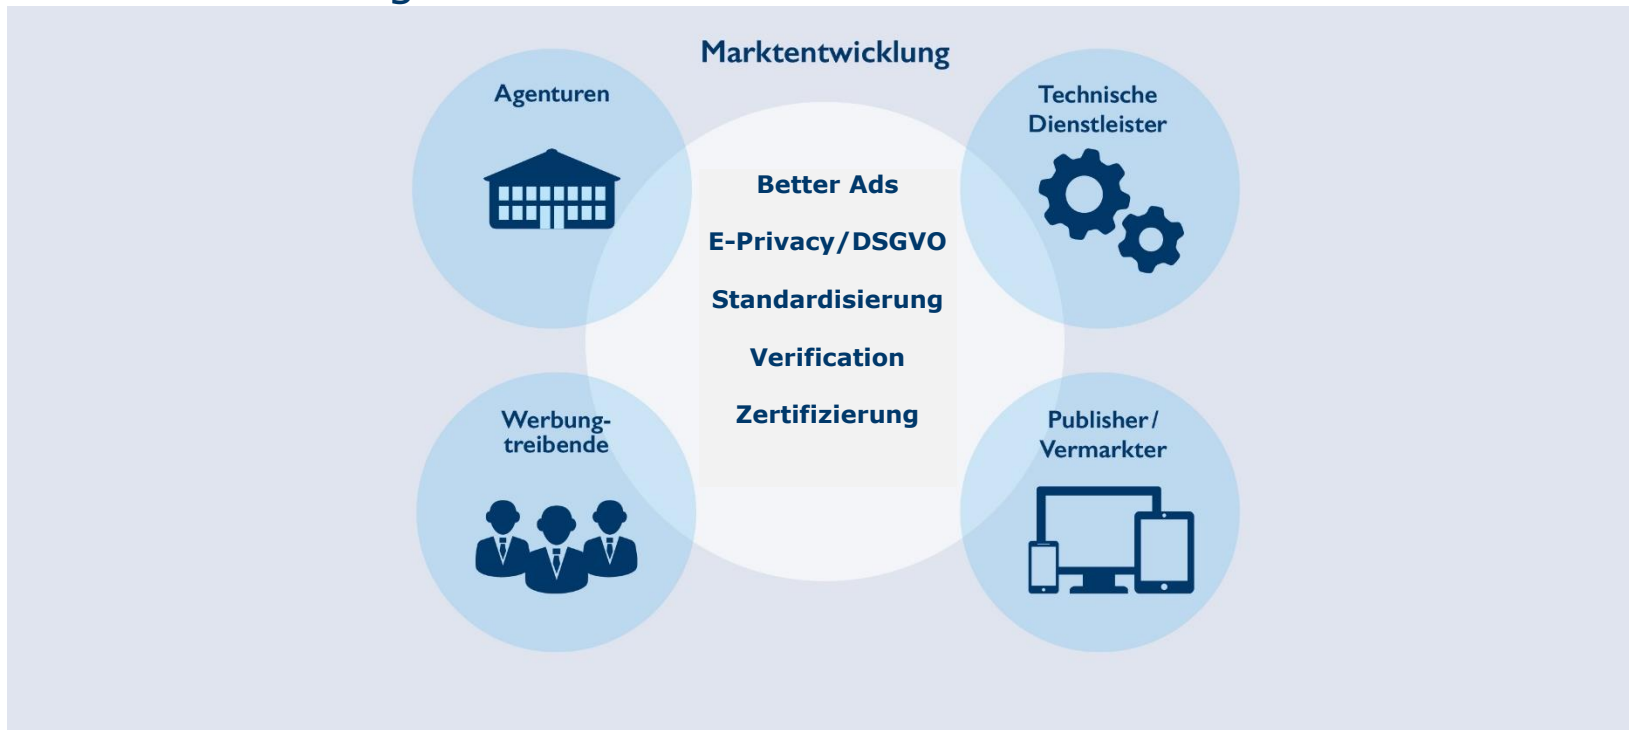 Marktentwicklung
Agenturen
Technische
Dienstleister
Better Ads
E-Privacy/DSGVO
Standardisierung
Verification
Zertifizierung
Werbung-
treibende
Publisher/
Vermarkter